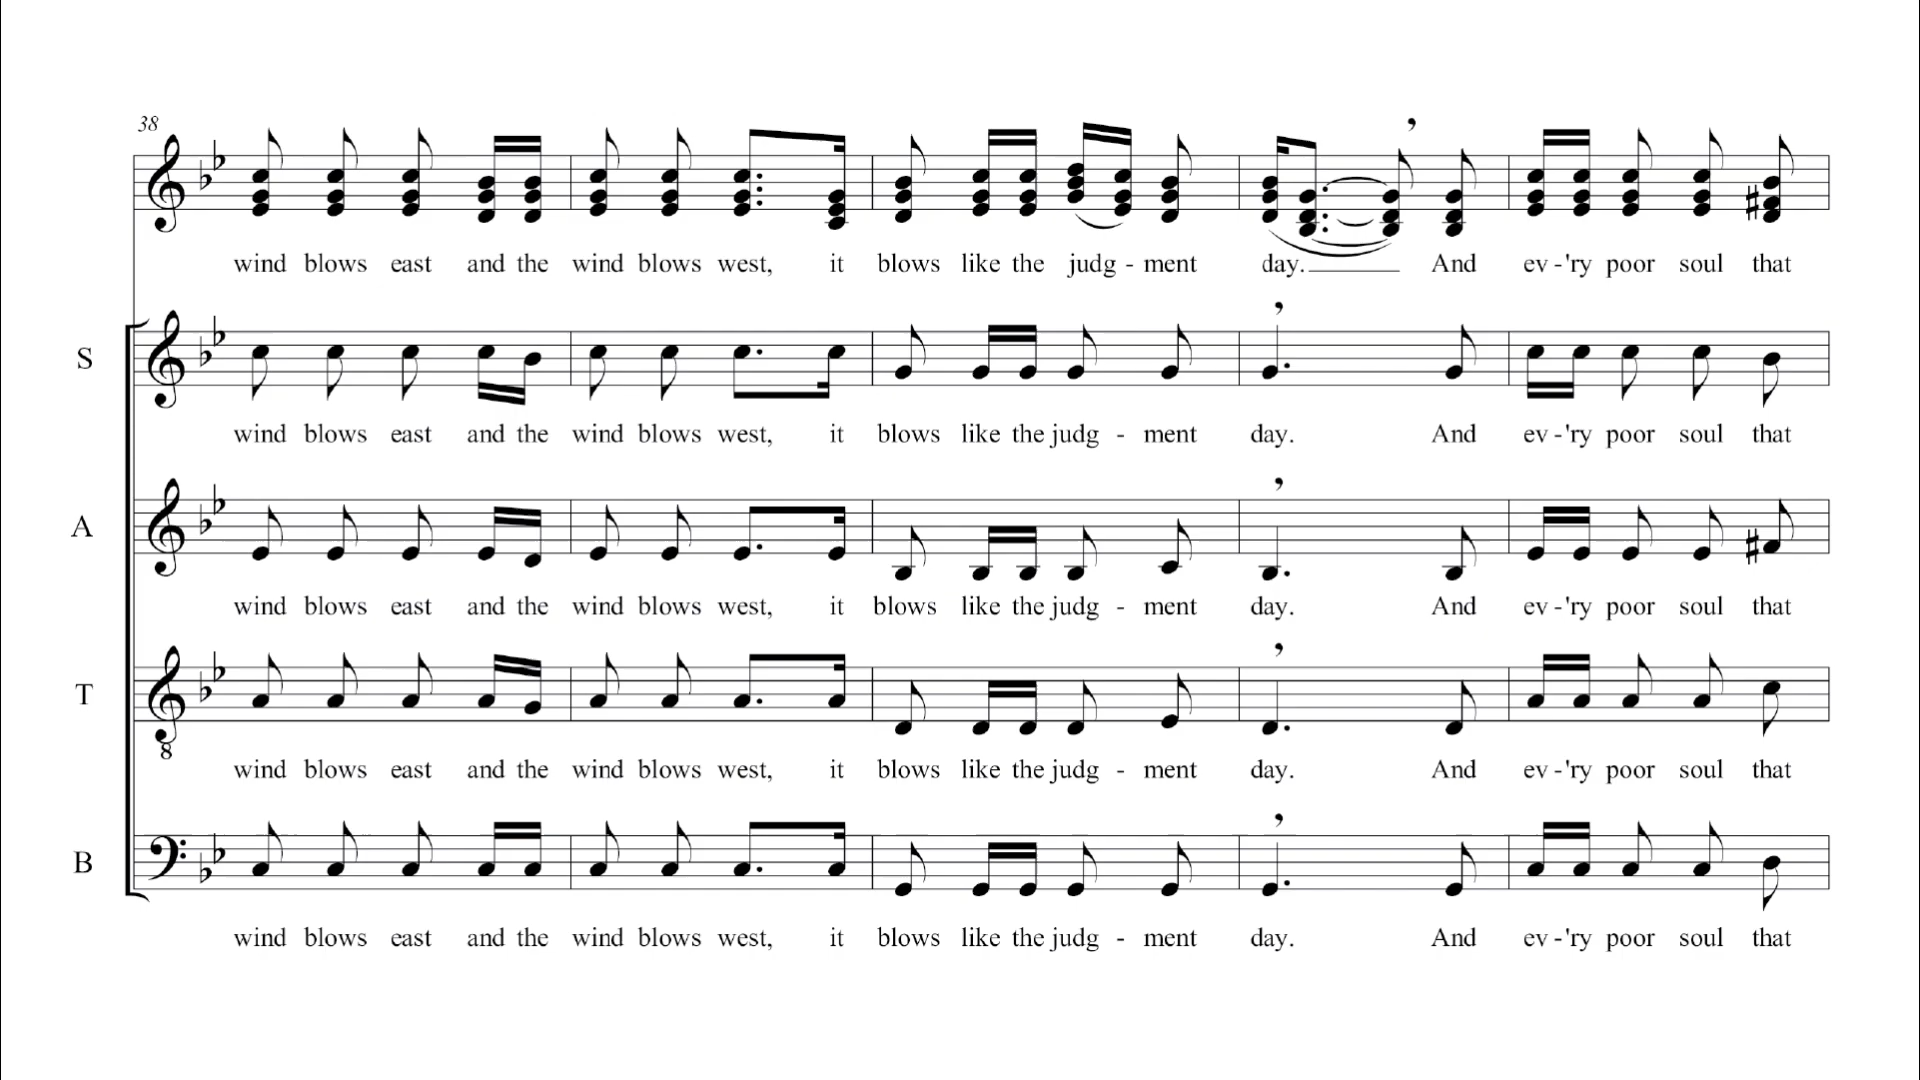 38
wind blows east and the wind blows west, it blows like the judg - ment day. And ev -'ry poor soul that
S
wind blows east and the wind blows west, it blows like the judg - ment day. And ev -'ry poor soul that
A
wind blows east and the wind blows west, it blows like the judg - ment day. And ev -'ry poor soul that
T
8
wind blows east and the wind blows west, it blows like the judg - ment day. And ev -'ry poor soul that
B
wind blows east and the wind blows west, it blows like the judg - ment day. And ev -'ry poor soul that